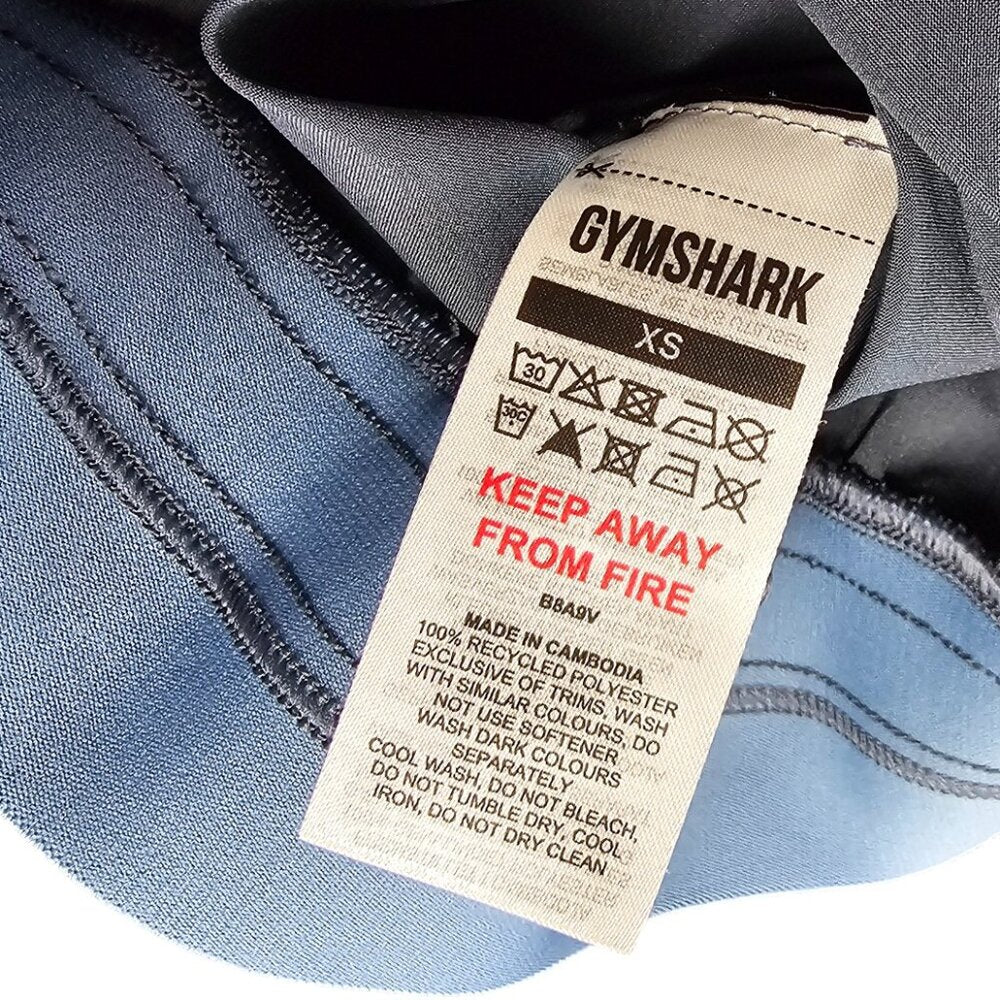 GYMSHARK
XS
30
30C
KEEP AWAY
FROM FIRE
B8A9V
MADE IN CAMBODIA
100% RECYCLED POLYESTER
EXCLUSIVE OF TRIMS, WASH
WITH SIMILAR COLOURS, DO
NOT USE SOFTENER
WASH DARK COLOURS
SEPARATELY
COOL WASH, DO NOT BLEACH,
DO NOT TUMBLE DRY, COOL
IRON, DO NOT DRY CLEAN